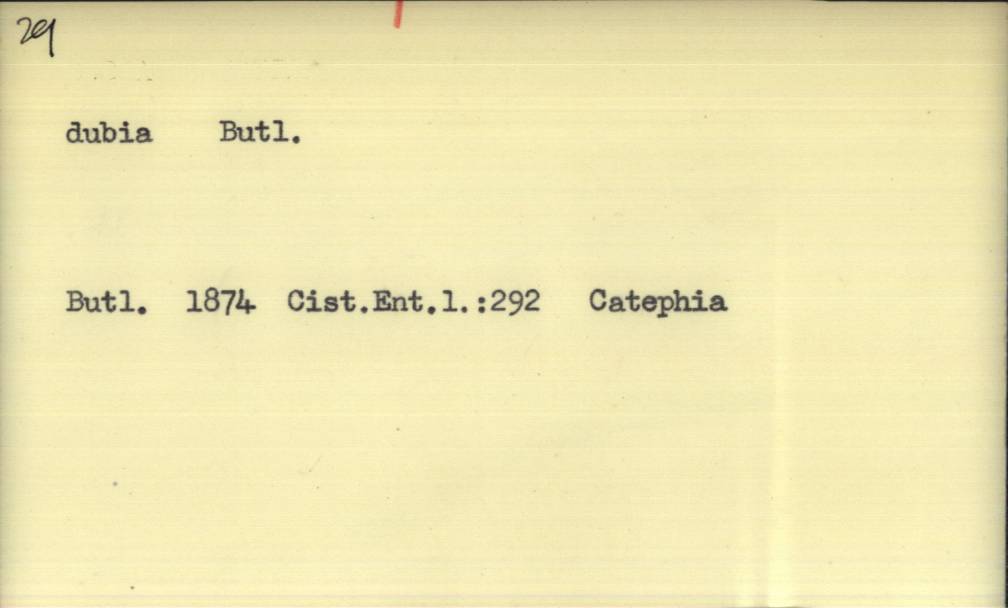 29
dubia Butl.
Butl. 1874 Cist.Ent.1.:292 Catephia